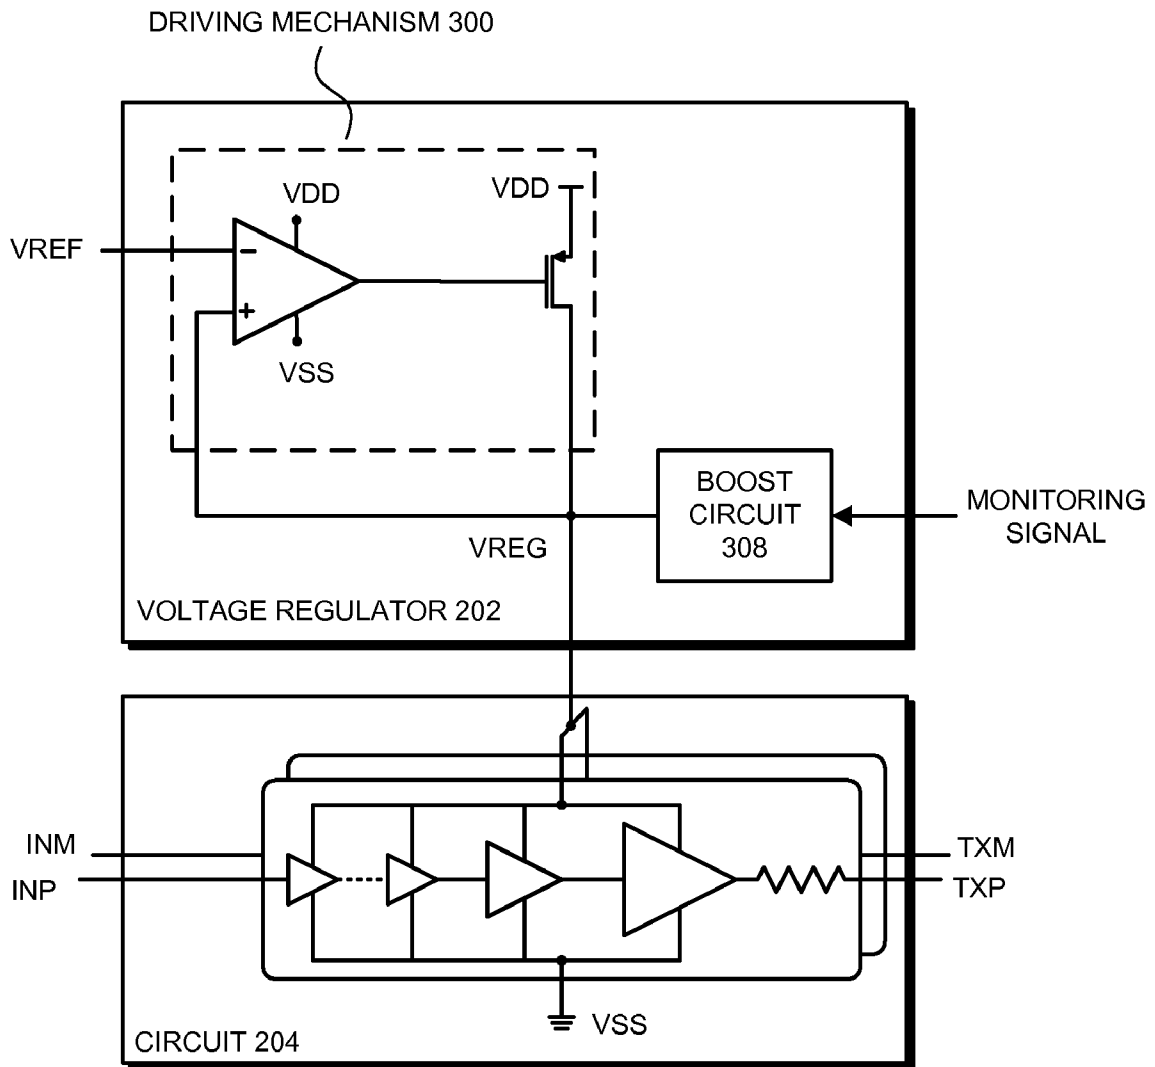 DRIVING MECHANISM 300
VDD
VDD
VREF
−
+
VSS
BOOST
CIRCUIT
308
MONITORING
SIGNAL
VREG
VOLTAGE REGULATOR 202
INM
INP
TXM
TXP
VSS
CIRCUIT 204